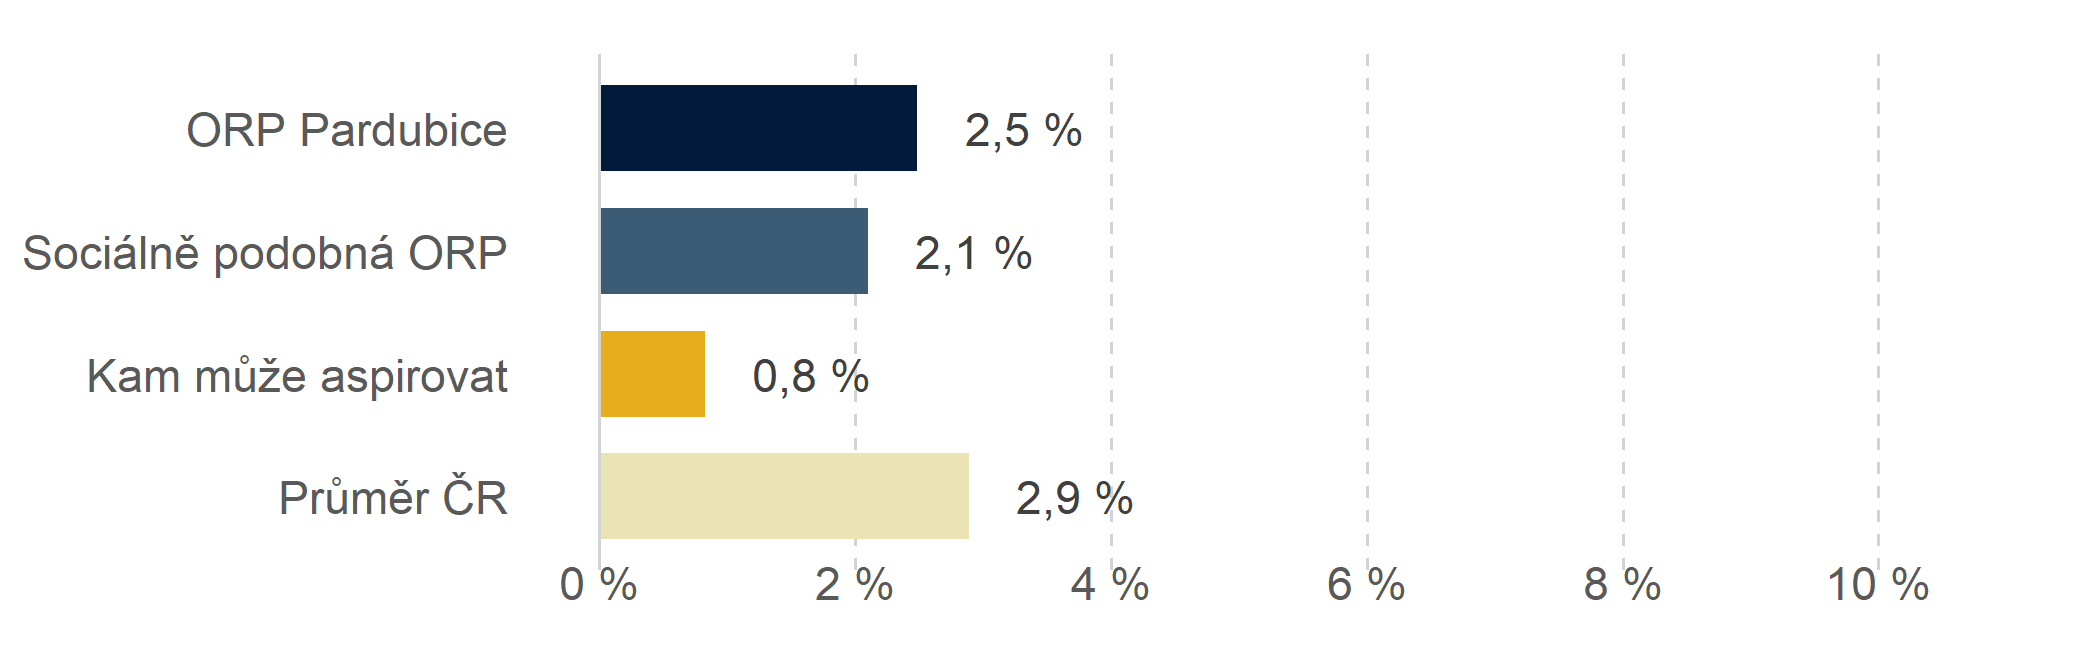 ORP Pardubice 2,5 %
Sociálně podobná ORP 2,1 %
Kam může aspirovat 0,8 %
Průměr ČR 2,9 %
0 % 2 % 4 % 6 % 8 % 10 %